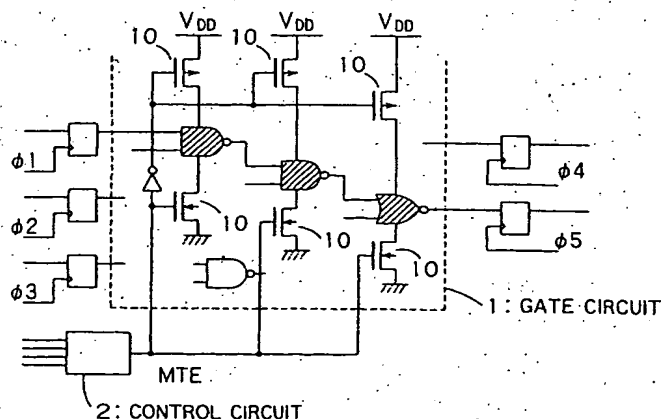 VDD VDD VDD
10 10 10
φ1
φ4
φ2
10
φ5
10
10
φ3
1: GATE CIRCUIT
MTE
2: CONTROL CIRCUIT